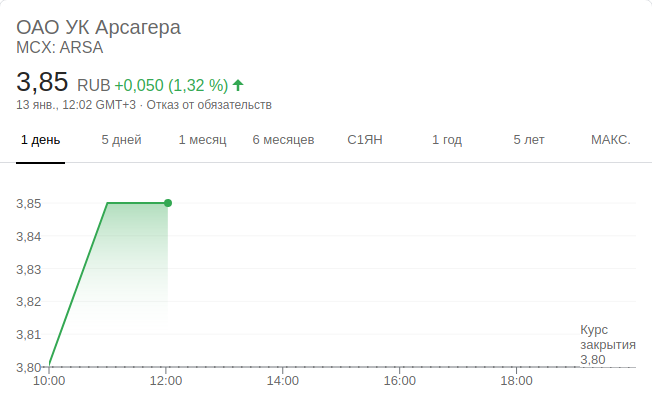 ОАО УК Арсагера
MCX: ARSA
3,85 RUB +0,050 (1,32 %)
13 янв., 12:02 GMT+3 · Отказ от обязательств
1 день 5 дней 1 месяц 6 месяцев С1ЯН 1 год 5 лет МАКС.
3,85
3,84
3,83
3,82
3,81
Курс
закрытия
3,80
3,80
10:00 12:00 14:00 16:00 18:00